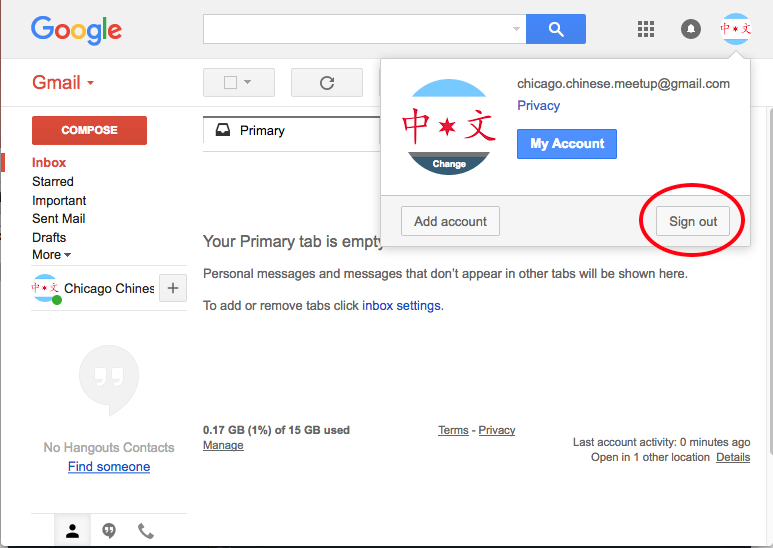 Google
中★文
Gmail
chicago.chinese.meetup@gmail.com
Privacy
My Account
中★文
Change
Add account
Sign out
COMPOSE
Primary
Inbox
Starred
Important
Sent Mail
Drafts
More
中★文
Chicago Chines
+
Your Primary tab is empty
Personal messages and messages that don't appear in other tabs will be shown here.
To add or remove tabs click inbox settings.
No Hangouts Contacts
Find someone
0.17 GB (1%) of 15 GB used
Manage
Terms - Privacy
Last account activity: 0 minutes ago
Open in 1 other location Details